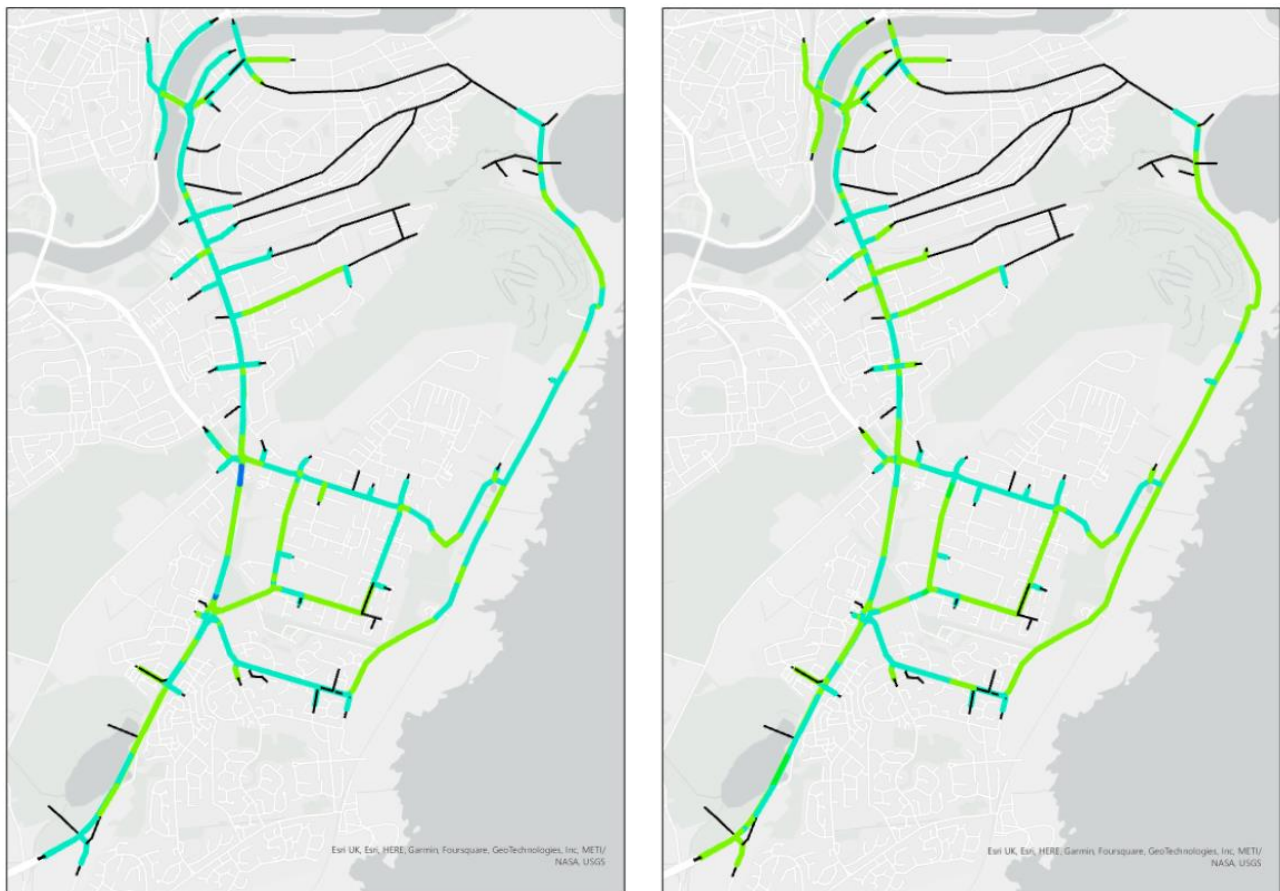 Esri UK, Esri, HERE, Garmin, Foursquare, GeoTechnologies, Inc, METI/
NASA, USGS
Esri UK, Esri, HERE, Garmin, Foursquare, GeoTechnologies, Inc, METI/
NASA, USGS